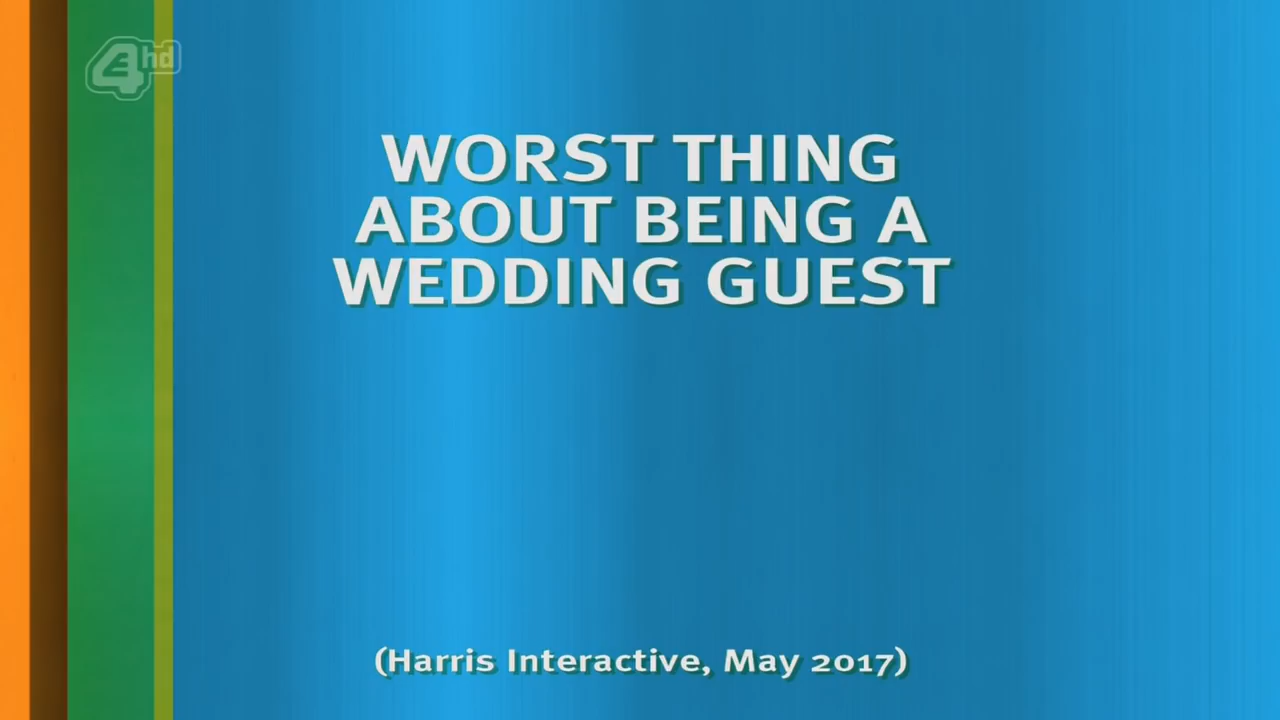 4hd
WORST THING
ABOUT BEING A
WEDDING GUEST
(Harris Interactive, May 2017)